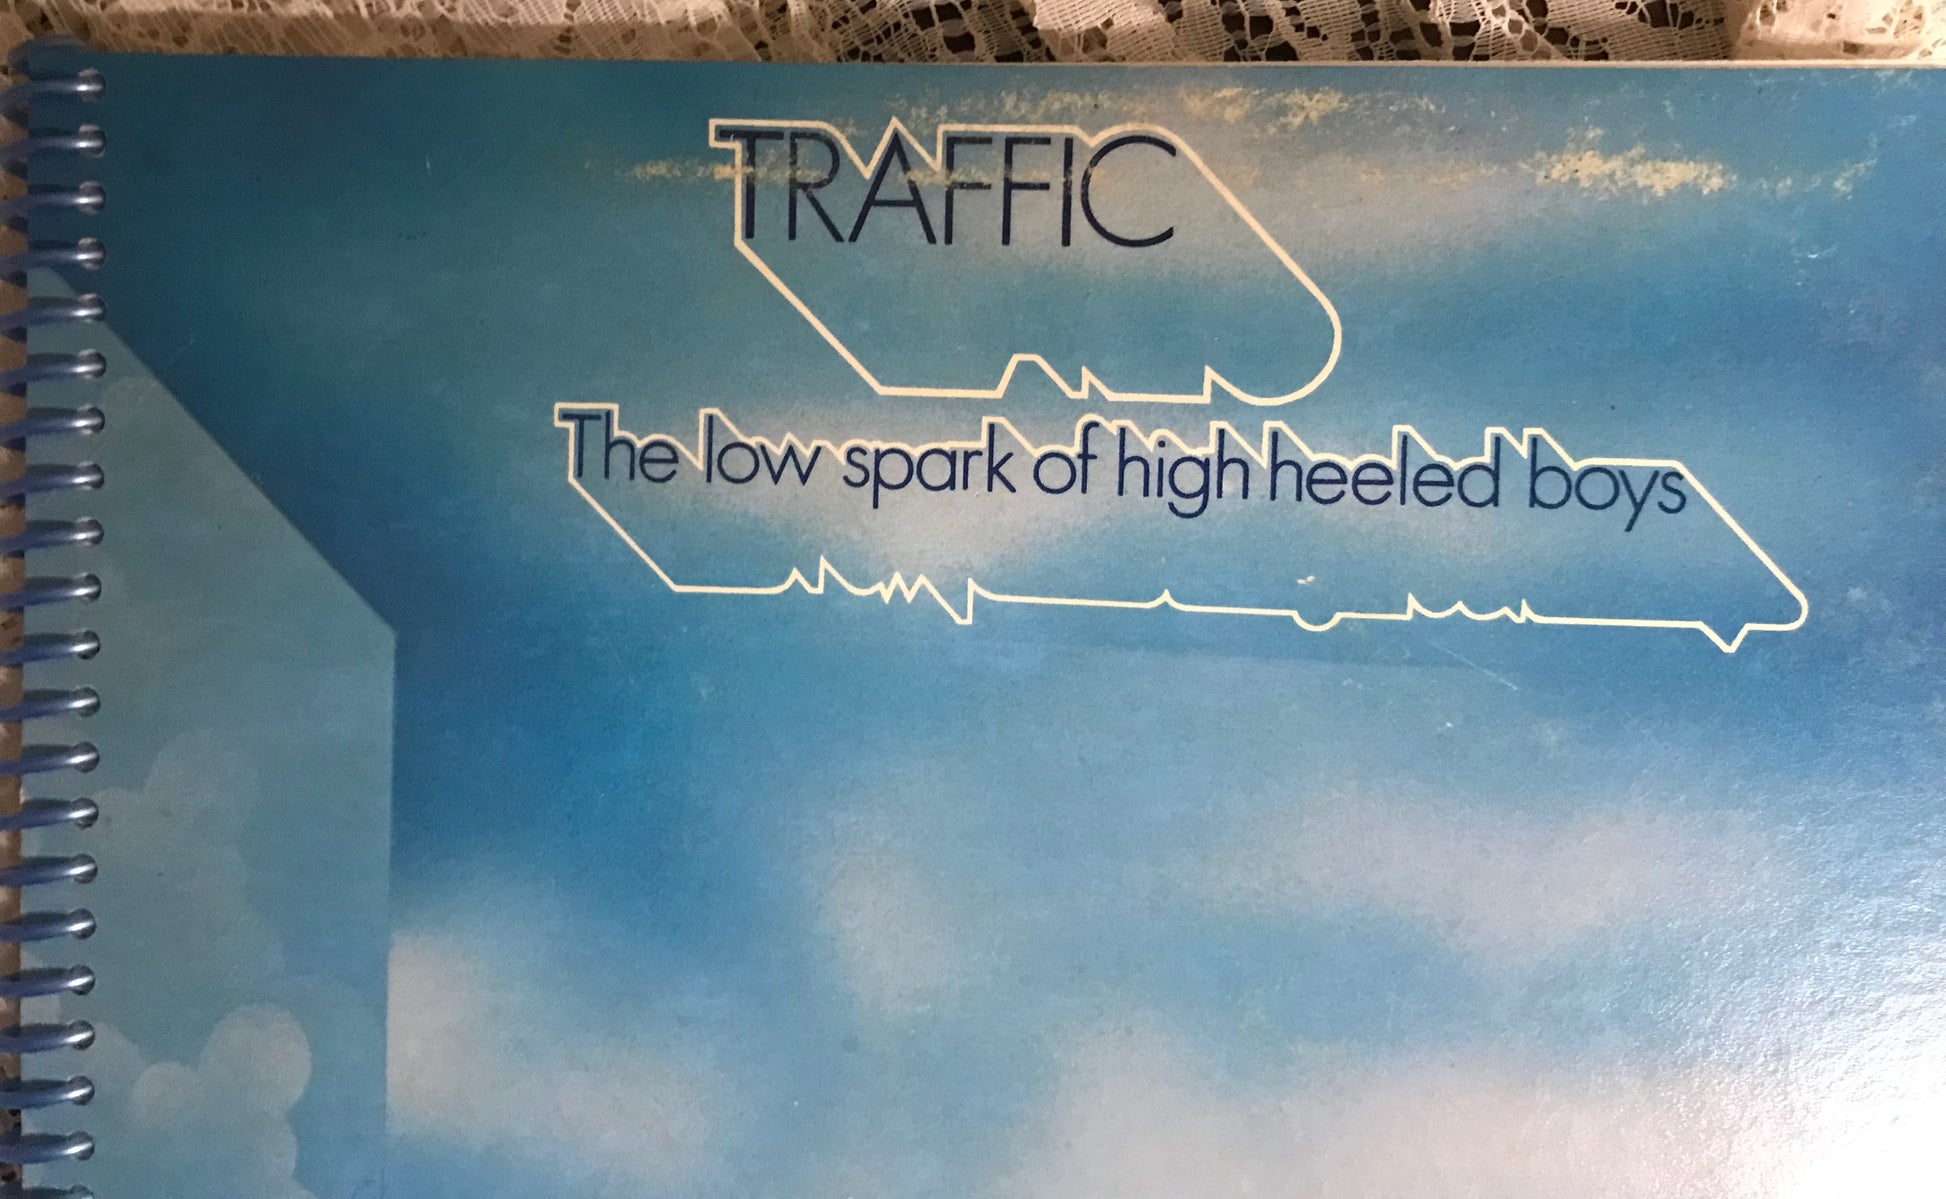 TRAFFIC
The low spark of high heeled boys